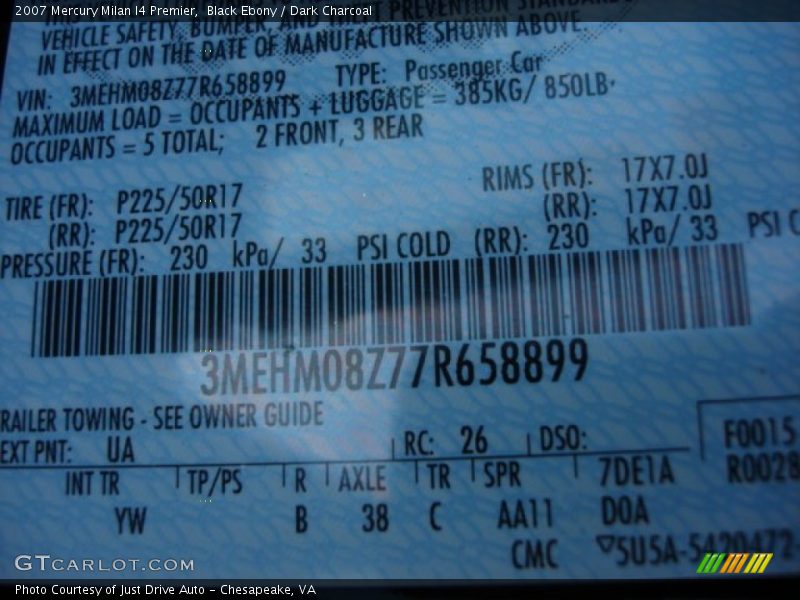 2007 Mercury Milan I4 Premier, Black Ebony / Dark Charcoal
VEHICLE SAFETY, BUMPER, AND THEFT PREVENTION STANDARDS
IN EFFECT ON THE DATE OF MANUFACTURE SHOWN ABOVE.
VIN: 3MEHM08Z77R658899 TYPE: Passenger Car
MAXIMUM LOAD = OCCUPANTS + LUGGAGE = 385KG/ 850LB.
OCCUPANTS = 5 TOTAL; 2 FRONT, 3 REAR
TIRE (FR): P225/50R17 RIMS (FR): 17X7.0J
(RR): P225/50R17 (RR): 17X7.0J
PRESSURE (FR): 230 kPa/ 33 PSI COLD (RR): 230 kPa/ 33 PSI C
3MEHM08Z77R658899
RAILER TOWING - SEE OWNER GUIDE
EXT PNT: UA RC: 26 DSO: F0015
INT TR TP/PS R AXLE TR SPR 7DE1A R0028
YW B 38 C AA11 D0A
CMC ▽5U5A-5420472-
GTCARLOT.COM
Photo Courtesy of Just Drive Auto - Chesapeake, VA